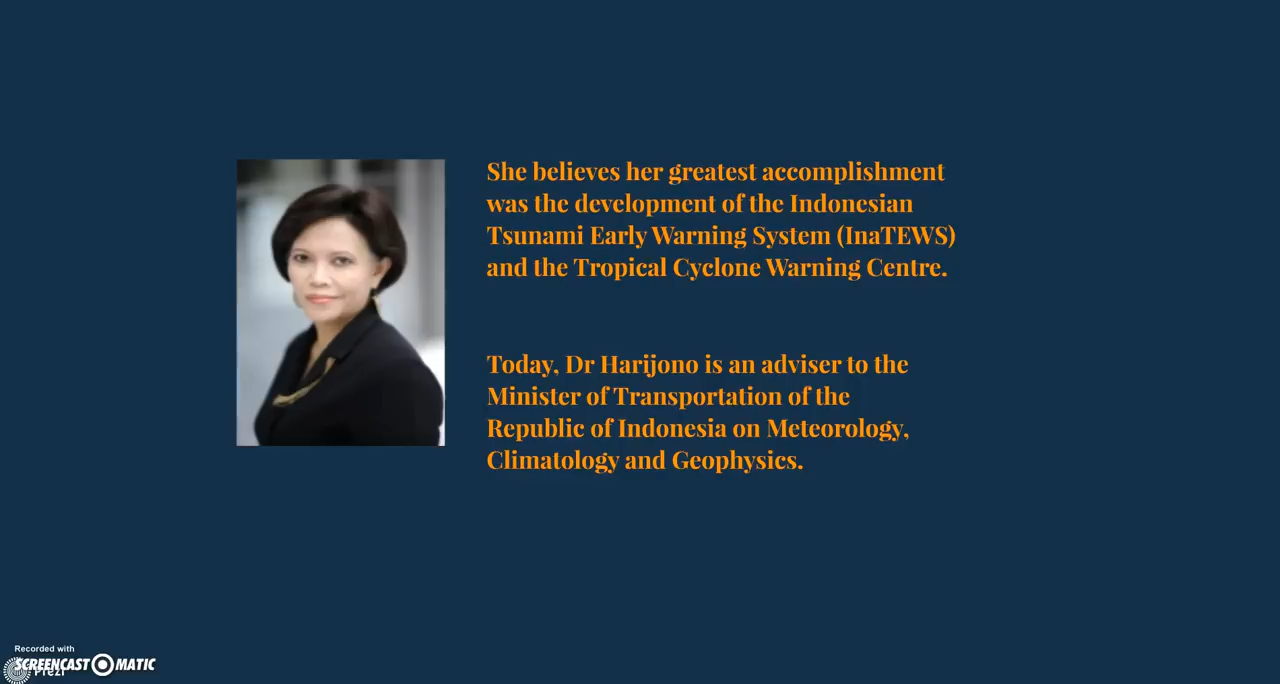 She believes her greatest accomplishment
was the development of the Indonesian
Tsunami Early Warning System (InaTEWS)
and the Tropical Cyclone Warning Centre.
Today, Dr Harijono is an adviser to the
Minister of Transportation of the
Republic of Indonesia on Meteorology,
Climatology and Geophysics.
Recorded with
SCREENCAST MATIC
Prezi